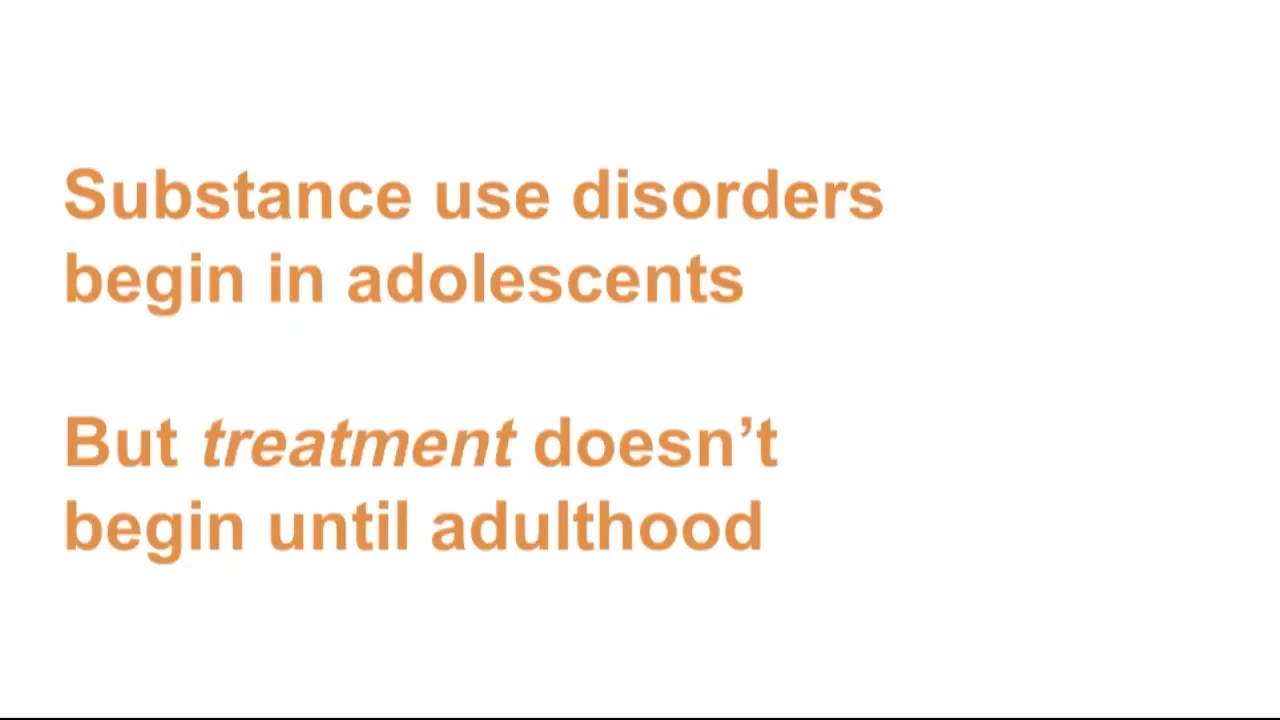 Substance use disorders
begin in adolescents
But treatment doesn’t
begin until adulthood